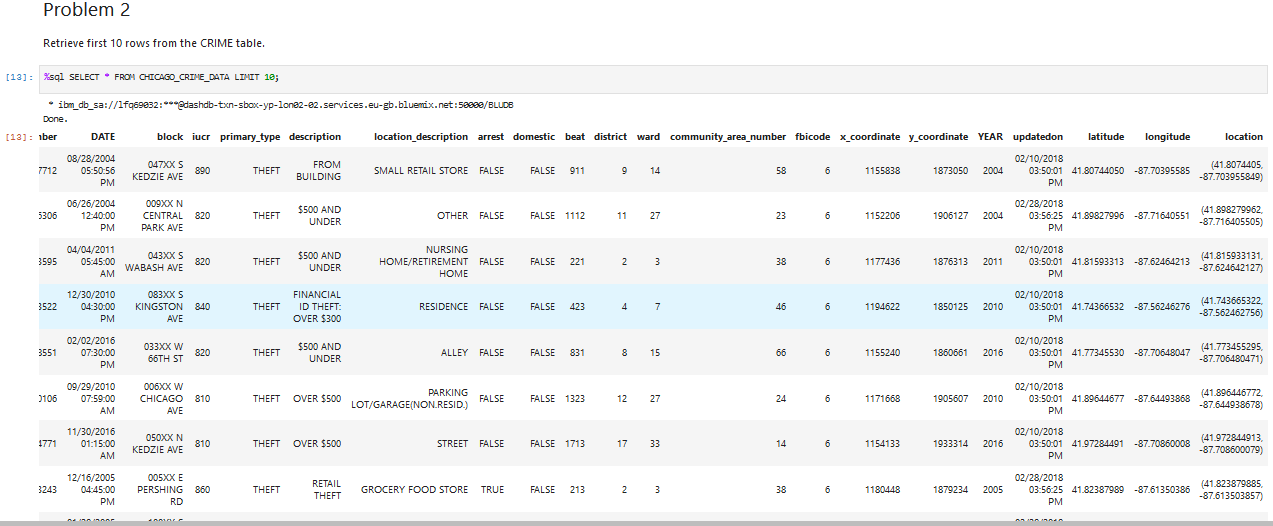 Problem 2
Retrieve first 10 rows from the CRIME table.
[13]: %sql SELECT * FROM CHICAGO_CRIME_DATA LIMIT 10;
* ibm_db_sa://lfq69032:***@dashdb-txn-sbox-yp-lon02-02.services.eu-gb.bluemix.net:50000/BLUDB
Done.
[13]: nber DATE block iucr primary_type description location_description arrest domestic beat district ward community_area_number fbicode x_coordinate y_coordinate YEAR updatedon latitude longitude location
7712 08/28/2004 05:50:56 PM 047XX S KEDZIE AVE 890 THEFT FROM BUILDING SMALL RETAIL STORE FALSE FALSE 911 9 14 58 6 1155838 1873050 2004 02/10/2018 03:50:01 PM 41.80744050 -87.70395585 (41.8074405, -87.703955849)
5306 06/26/2004 12:40:00 PM 009XX N CENTRAL PARK AVE 820 THEFT $500 AND UNDER OTHER FALSE FALSE 1112 11 27 23 6 1152206 1906127 2004 02/28/2018 03:56:25 PM 41.89827996 -87.71640551 (41.898279962, -87.716405505)
3595 04/04/2011 05:45:00 AM 043XX S WABASH AVE 820 THEFT $500 AND UNDER NURSING HOME/RETIREMENT HOME FALSE FALSE 221 2 3 38 6 1177436 1876313 2011 02/10/2018 03:50:01 PM 41.81593313 -87.62464213 (41.815933131, -87.624642127)
3522 12/30/2010 04:30:00 PM 083XX S KINGSTON AVE 840 THEFT FINANCIAL ID THEFT: OVER $300 RESIDENCE FALSE FALSE 423 4 7 46 6 1194622 1850125 2010 02/10/2018 03:50:01 PM 41.74366532 -87.56246276 (41.743665322, -87.562462756)
3551 02/02/2016 07:30:00 PM 033XX W 66TH ST 820 THEFT $500 AND UNDER ALLEY FALSE FALSE 831 8 15 66 6 1155240 1860661 2016 02/10/2018 03:50:01 PM 41.77345530 -87.70648047 (41.773455295, -87.706480471)
0106 09/29/2010 07:59:00 AM 006XX W CHICAGO AVE 810 THEFT OVER $500 PARKING LOT/GARAGE(NON.RESID.) FALSE FALSE 1323 12 27 24 6 1171668 1905607 2010 02/10/2018 03:50:01 PM 41.89644677 -87.64493868 (41.896446772, -87.644938678)
4771 11/30/2016 01:15:00 AM 050XX N KEDZIE AVE 810 THEFT OVER $500 STREET FALSE FALSE 1713 17 33 14 6 1154133 1933314 2016 02/10/2018 03:50:01 PM 41.97284491 -87.70860008 (41.972844913, -87.708600079)
3243 12/16/2005 04:45:00 PM 005XX E PERSHING RD 860 THEFT RETAIL THEFT GROCERY FOOD STORE TRUE FALSE 213 2 3 38 6 1180448 1879234 2005 02/28/2018 03:56:25 PM 41.82387989 -87.61350386 (41.823879885, -87.613503857)